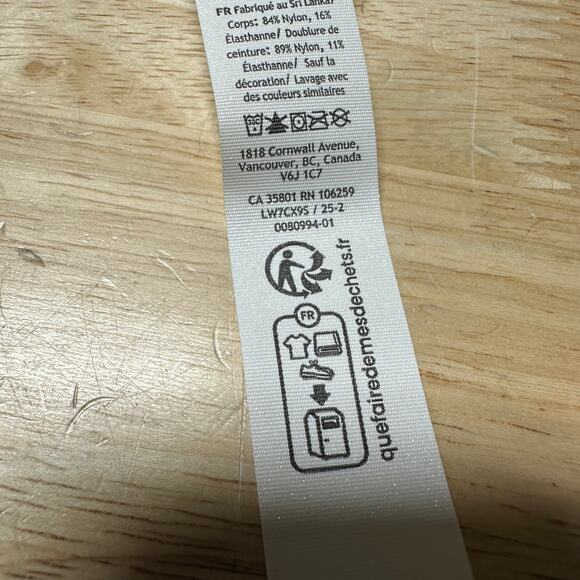 FR Fabriqué au Sri Lanka/
Corps: 84% Nylon, 16%
Élasthanne/ Doublure de
ceinture: 89% Nylon, 11%
Élasthanne/ Sauf la
décoration/ Lavage avec
des couleurs similaires
1818 Cornwall Avenue,
Vancouver, BC, Canada
V6J 1C7
CA 35801 RN 106259
LW7CX9S / 25-2
0080994-01
FR
quefairedemesdechets.fr